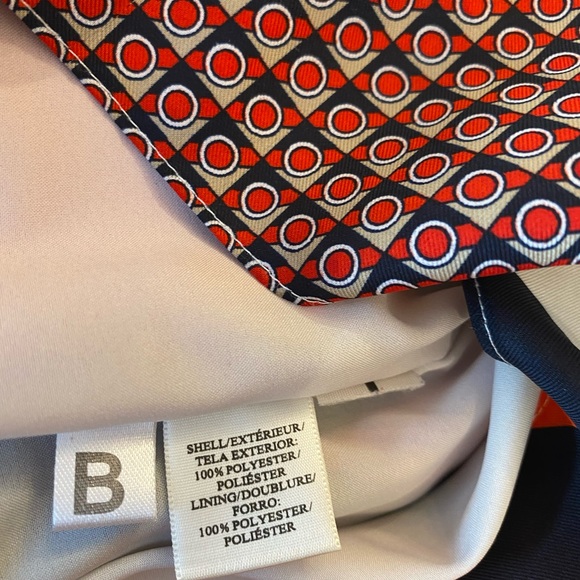 B
SHELL/EXTÉRIEUR/
TELA EXTERIOR:
100% POLYESTER/
POLIÉSTER
LINING/DOUBLURE/
FORRO:
100% POLYESTER/
POLIÉSTER